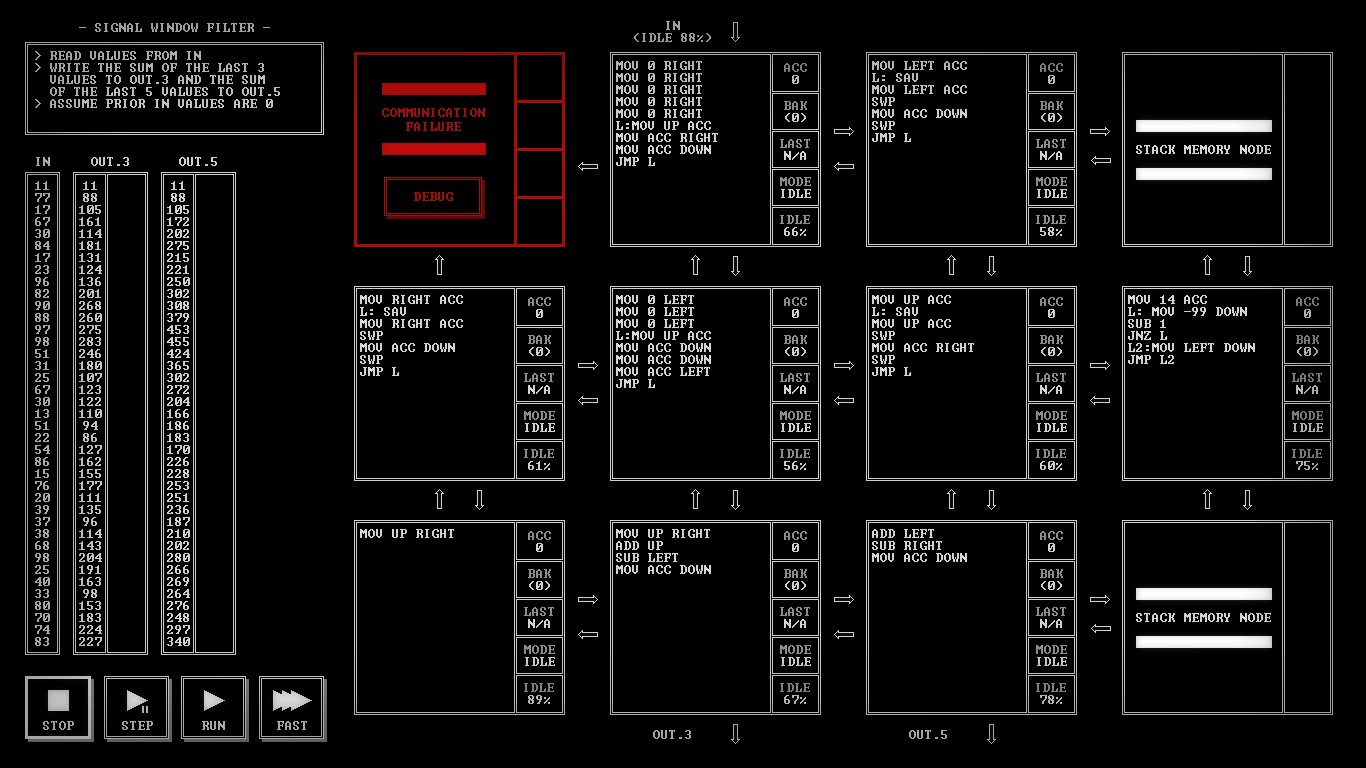 - SIGNAL WINDOW FILTER -
> READ VALUES FROM IN
> WRITE THE SUM OF THE LAST 3
VALUES TO OUT.3 AND THE SUM
OF THE LAST 5 VALUES TO OUT.5
> ASSUME PRIOR IN VALUES ARE 0
IN OUT.3 OUT.5
11 11 11
77 88 88
17 105 105
67 161 172
30 114 202
84 181 275
17 131 215
23 124 221
96 136 250
82 201 302
90 268 308
88 260 379
97 275 453
98 283 455
51 246 424
31 180 365
25 107 302
67 123 272
30 122 204
13 110 166
51 94 186
22 86 183
54 127 170
86 162 226
15 155 228
76 177 253
20 111 251
39 135 236
37 96 187
38 114 210
68 143 202
98 204 280
25 191 266
40 163 269
33 98 264
80 153 276
70 183 248
74 224 297
83 227 340
STOP
STEP
RUN
FAST
IN
(IDLE 88%)
COMMUNICATION
FAILURE
DEBUG
MOV 0 RIGHT
MOV 0 RIGHT
MOV 0 RIGHT
MOV 0 RIGHT
MOV 0 RIGHT
L:MOV UP ACC
MOV ACC RIGHT
MOV ACC DOWN
JMP L
ACC
0
BAK
(0)
LAST
N/A
MODE
IDLE
IDLE
66%
MOV LEFT ACC
L: SAV
MOV LEFT ACC
SWP
MOV ACC DOWN
SWP
JMP L
ACC
0
BAK
(0)
LAST
N/A
MODE
IDLE
IDLE
58%
STACK MEMORY NODE
MOV RIGHT ACC
L: SAV
MOV RIGHT ACC
SWP
MOV ACC DOWN
SWP
JMP L
ACC
0
BAK
(0)
LAST
N/A
MODE
IDLE
IDLE
61%
MOV 0 LEFT
MOV 0 LEFT
MOV 0 LEFT
L:MOV UP ACC
MOV ACC DOWN
MOV ACC DOWN
MOV ACC LEFT
JMP L
ACC
0
BAK
(0)
LAST
N/A
MODE
IDLE
IDLE
56%
MOV UP ACC
L: SAV
MOV UP ACC
SWP
MOV ACC RIGHT
SWP
JMP L
ACC
0
BAK
(0)
LAST
N/A
MODE
IDLE
IDLE
60%
MOV 14 ACC
L: MOV -99 DOWN
SUB 1
JNZ L
L2:MOV LEFT DOWN
JMP L2
ACC
0
BAK
(0)
LAST
N/A
MODE
IDLE
IDLE
75%
MOV UP RIGHT
ACC
0
BAK
(0)
LAST
N/A
MODE
IDLE
IDLE
89%
MOV UP RIGHT
ADD UP
SUB LEFT
MOV ACC DOWN
ACC
0
BAK
(0)
LAST
N/A
MODE
IDLE
IDLE
67%
ADD LEFT
SUB RIGHT
MOV ACC DOWN
ACC
0
BAK
(0)
LAST
N/A
MODE
IDLE
IDLE
78%
STACK MEMORY NODE
OUT.3
OUT.5